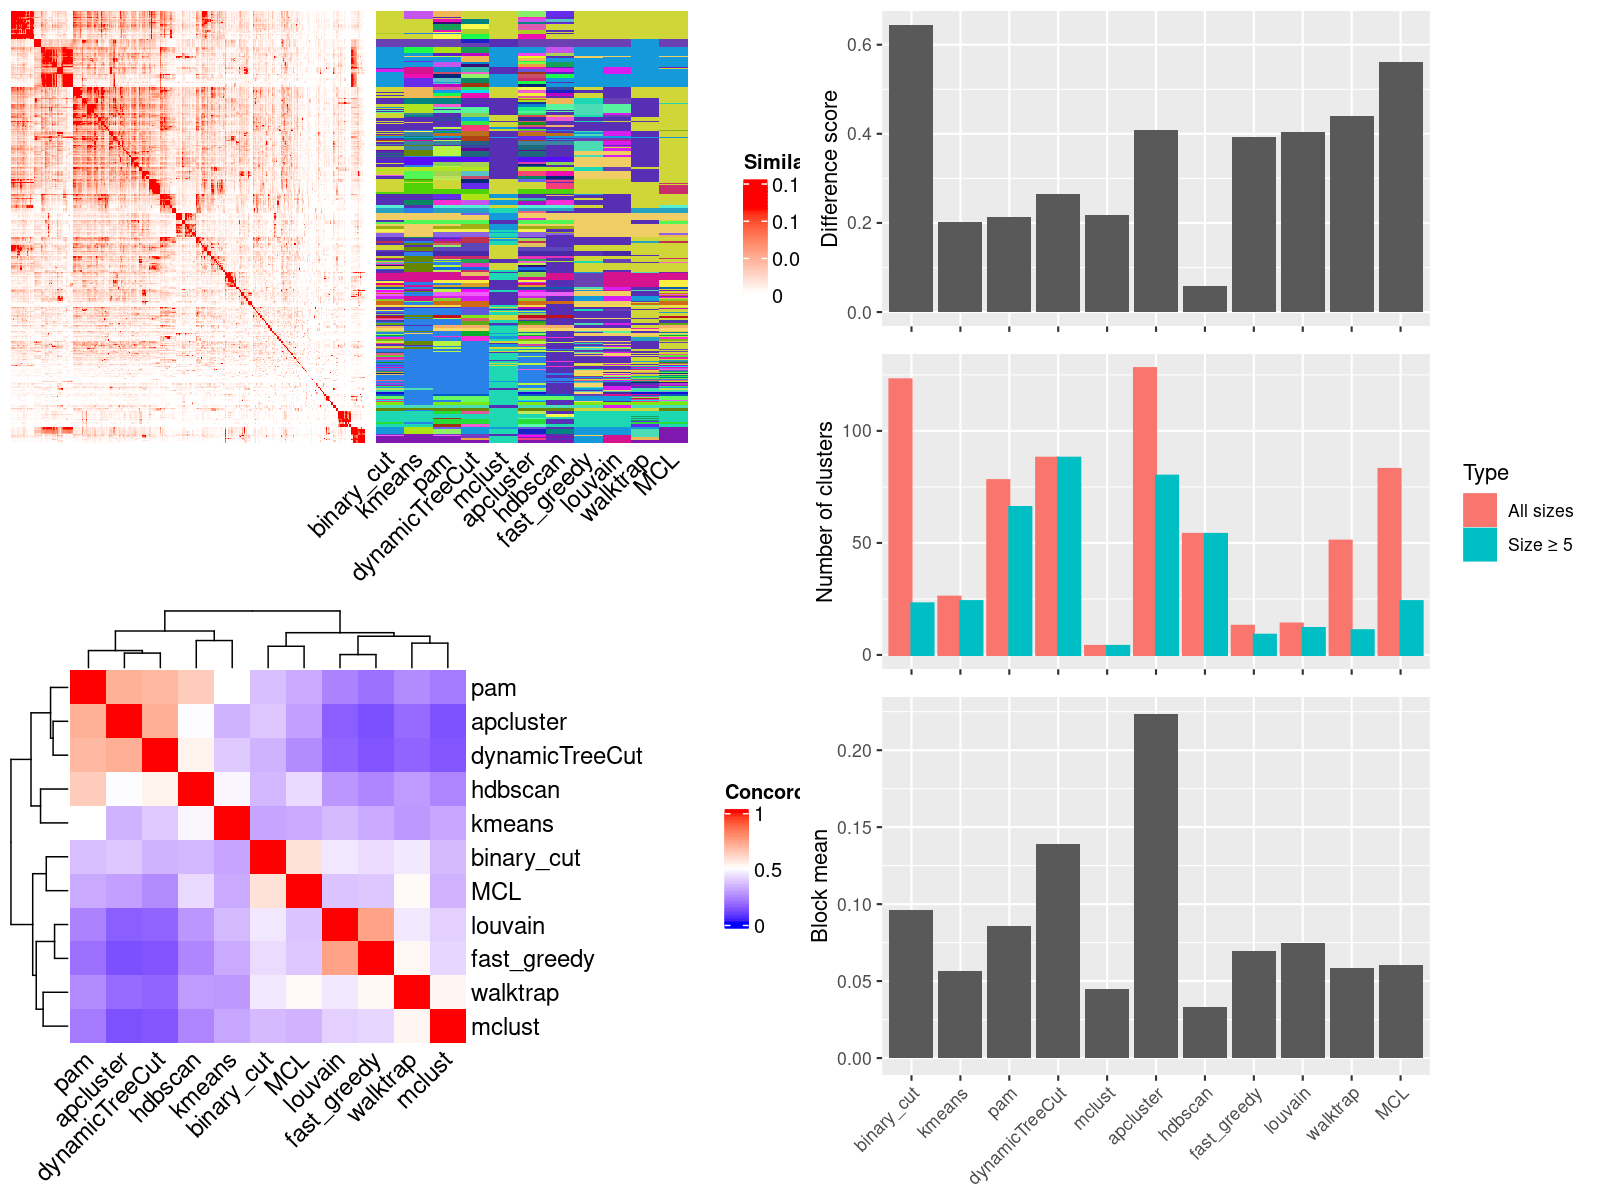 Simila
0.1
0.1
0.0
0
binary_cut
kmeans
pam
dynamicTreeCut
mclust
apcluster
hdbscan
fast_greedy
louvain
walktrap
MCL
pam
apcluster
dynamicTreeCut
hdbscan
kmeans
binary_cut
MCL
louvain
fast_greedy
walktrap
mclust
pam
apcluster
dynamicTreeCut
hdbscan
kmeans
binary_cut
MCL
louvain
fast_greedy
walktrap
mclust
Concord
1
0.5
0
Difference score
0.6
0.4
0.2
0.0
Number of clusters
100
50
0
Type
All sizes
Size ≥ 5
Block mean
0.20
0.15
0.10
0.05
0.00
binary_cut
kmeans
pam
dynamicTreeCut
mclust
apcluster
hdbscan
fast_greedy
louvain
walktrap
MCL